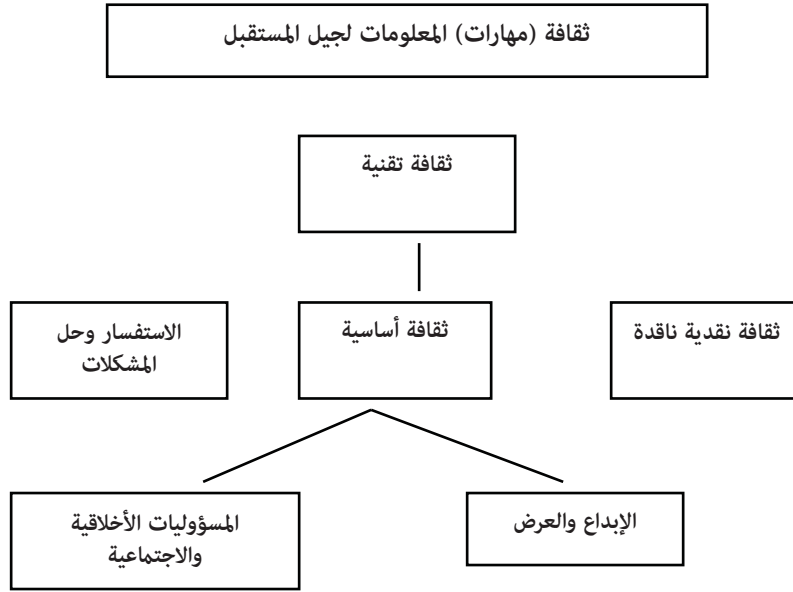 ثقافة (مهارات) المعلومات لجيل المستقبل
ثقافة تقنية
ثقافة نقدية ناقدة
ثقافة أساسية
الاستفسار وحل
المشكلات
الإبداع والعرض
المسؤوليات الأخلاقية
والاجتماعية